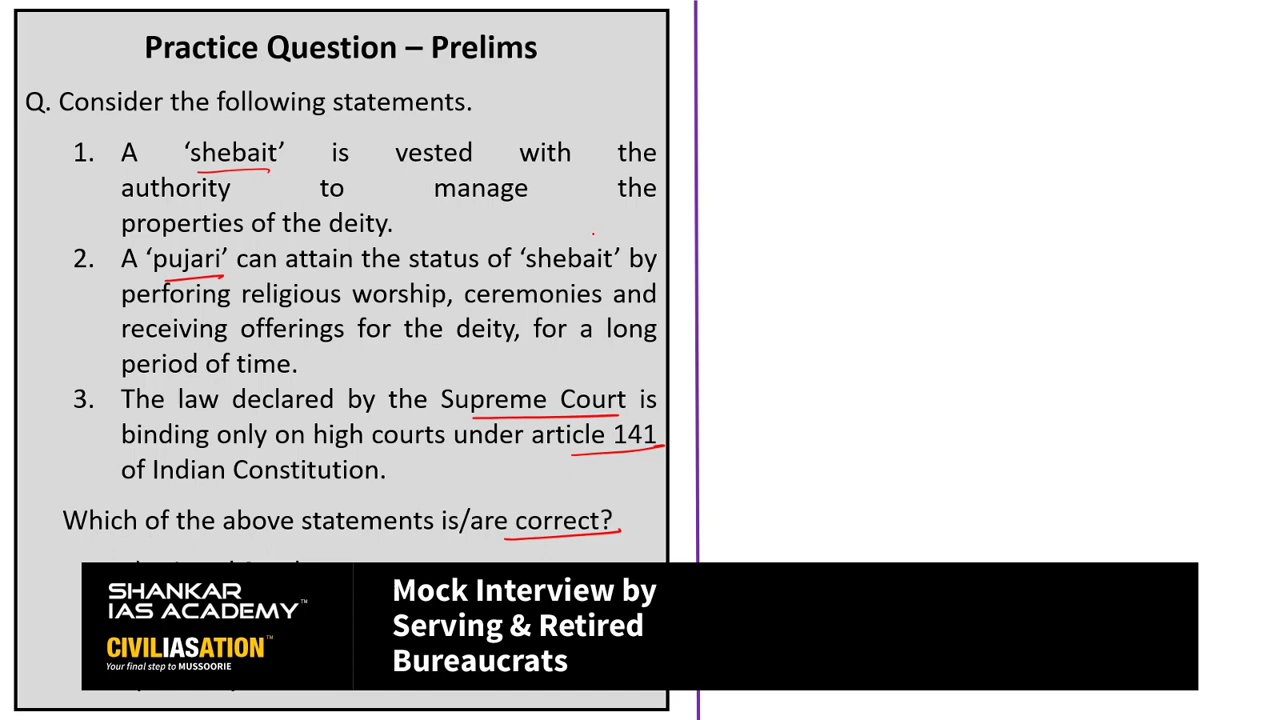 Practice Question – Prelims
Q. Consider the following statements.
1. A ‘shebait’ is vested with the
authority to manage the
properties of the deity.
2. A ‘pujari’ can attain the status of ‘shebait’ by
perforing religious worship, ceremonies and
receiving offerings for the deity, for a long
period of time.
3. The law declared by the Supreme Court is
binding only on high courts under article 141
of Indian Constitution.
Which of the above statements is/are correct?
SHANKAR
IAS ACADEMY™
CIVILIASATION™
Your final step to MUSSOORIE
Mock Interview by
Serving & Retired
Bureaucrats